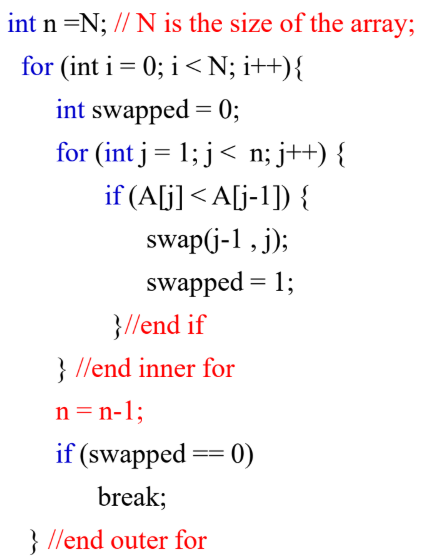 int n =N; // N is the size of the array;
for (int i = 0; i < N; i++){
int swapped = 0;
for (int j = 1; j < n; j++) {
if (A[j] < A[j-1]) {
swap(j-1 , j);
swapped = 1;
}//end if
} //end inner for
n = n-1;
if (swapped == 0)
break;
} //end outer for